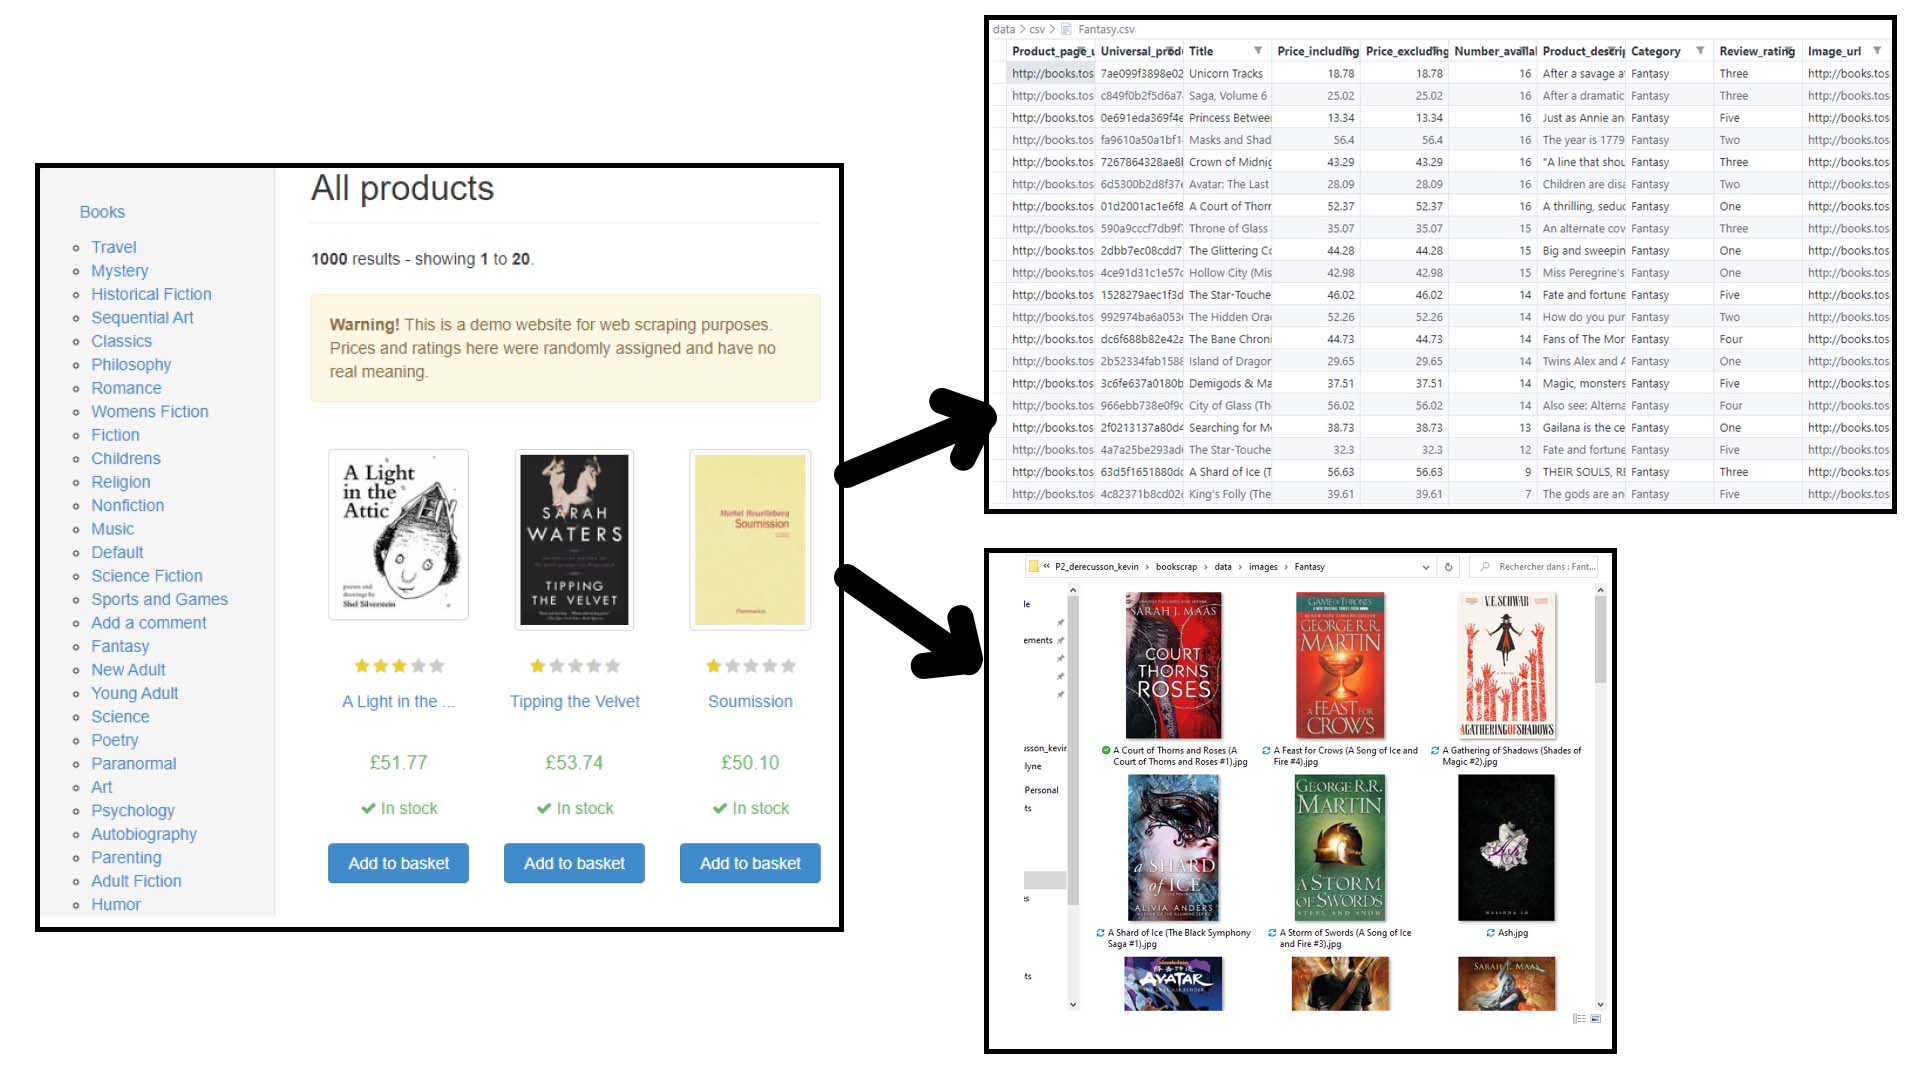 All products
Books
Travel
Mystery
Historical Fiction
Sequential Art
Classics
Philosophy
Romance
Womens Fiction
Fiction
Childrens
Religion
Nonfiction
Music
Default
Science Fiction
Sports and Games
Add a comment
Fantasy
New Adult
Young Adult
Science
Poetry
Paranormal
Art
Psychology
Autobiography
Parenting
Adult Fiction
Humor
1000 results - showing 1 to 20.
Warning! This is a demo website for web scraping purposes.
Prices and ratings here were randomly assigned and have no
real meaning.
A Light
in the
Attic
poems and
drawings by
Shel Silverstein
SARAH
WATERS
TIPPING
THE VELVET
Michel Houellebecq
Soumission
Flammarion
A Light in the ... Tipping the Velvet Soumission
£51.77 £53.74 £50.10
In stock In stock In stock
Add to basket Add to basket Add to basket
data > csv > Fantasy.csv
Product_page_u Universal_prod Title Price_including Price_excluding Number_availal Product_descrip Category Review_rating Image_url
http://books.tos 7ae099f3898e02 Unicorn Tracks 18.78 18.78 16 After a savage a Fantasy Three http://books.tos
http://books.tos c849f0b2f5d6a7 Saga, Volume 6 25.02 25.02 16 After a dramatic Fantasy Three http://books.tos
http://books.tos 0e691eda369f4e Princess Betwee 13.34 13.34 16 Just as Annie an Fantasy Five http://books.tos
http://books.tos fa9610a50a1bf1 Masks and Shad 56.4 56.4 16 The year is 1779 Fantasy Two http://books.tos
http://books.tos 7267864328ae8 Crown of Midnig 43.29 43.29 16 "A line that shou Fantasy Three http://books.tos
http://books.tos 6d5300b2d8f37 Avatar: The Last 28.09 28.09 16 Children are disa Fantasy Two http://books.tos
http://books.tos 01d2001ac1e6f8 A Court of Thorn 52.37 52.37 16 A thrilling, seduc Fantasy One http://books.tos
http://books.tos 590a9cccf7db9f Throne of Glass 35.07 35.07 15 An alternate cov Fantasy Three http://books.tos
http://books.tos 2dbb7ec08cdd7 The Glittering Co 44.28 44.28 15 Big and sweepin Fantasy One http://books.tos
http://books.tos 4ce91d31c1e57 Hollow City (Mis 42.98 42.98 15 Miss Peregrine's Fantasy One http://books.tos
http://books.tos 1528279aec1f3d The Star-Touche 46.02 46.02 14 Fate and fortune Fantasy Five http://books.tos
http://books.tos 992974ba6a053 The Hidden Orac 52.26 52.26 14 How do you pur Fantasy Two http://books.tos
http://books.tos dc6f688b82e42a The Bane Chroni 44.73 44.73 14 Fans of The Mor Fantasy Four http://books.tos
http://books.tos 2b52334fab1588 Island of Dragor 29.65 29.65 14 Twins Alex and A Fantasy One http://books.tos
http://books.tos 3c6fe637a0180b Demigods & Ma 37.51 37.51 14 Magic, monsters Fantasy Five http://books.tos
http://books.tos 966ebb738e0f9c City of Glass (Th 56.02 56.02 14 Also see: Alterna Fantasy Four http://books.tos
http://books.tos 2f0213137a80d4 Searching for M 38.73 38.73 13 Gailana is the ce Fantasy One http://books.tos
http://books.tos 4a7a25be293ad The Star-Touche 32.3 32.3 12 Fate and fortune Fantasy Five http://books.tos
http://books.tos 63d5f1651880dc A Shard of Ice (T 56.63 56.63 9 THEIR SOULS, RE Fantasy Three http://books.tos
http://books.tos 4c82371b8cd02 King's Folly (The 39.61 39.61 7 The gods are an Fantasy Five http://books.tos
« P2_derecusson_kevin > bookscrap > data > images > Fantasy
Rechercher dans : Fant...
le
ements
usson_kevin
lyne
Personal
ts
es
ts
SARAH J. MAAS
A COURT
THORNS
ROSES
GAME OF THRONES
GEORGE R.R.
MARTIN
A FEAST FOR
CROWS
V.E. SCHWAB
A GATHERING OF SHADOWS
A Court of Thorns and Roses (A
Court of Thorns and Roses #1).jpg
A Feast for Crows (A Song of Ice and
Fire #4).jpg
A Gathering of Shadows (Shades of
Magic #2).jpg
a SHARD
of ICE
ALIVIA ANDERS
GEORGE R.R.
MARTIN
A STORM
OF SWORDS
STEEL AND SNOW
Ash
MALINDA LO
A Shard of Ice (The Black Symphony
Saga #1).jpg
A Storm of Swords (A Song of Ice
and Fire #3).jpg
Ash.jpg
nickelodeon
AVATAR
THE LAST AIRBENDER
SARAH J. MAAS